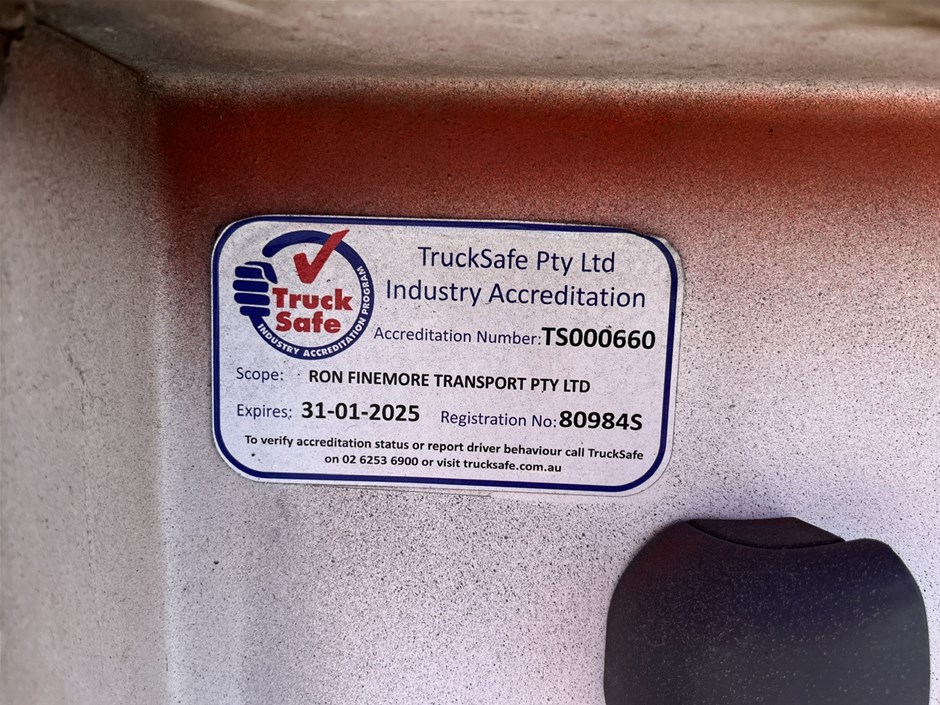 Truck
Safe
INDUSTRY ACCREDITATION PROGRAM
TruckSafe Pty Ltd
Industry Accreditation
Accreditation Number: TS000660
Scope: RON FINEMORE TRANSPORT PTY LTD
Expires: 31-01-2025 Registration No: 80984S
To verify accreditation status or report driver behaviour call TruckSafe
on 02 6253 6900 or visit trucksafe.com.au